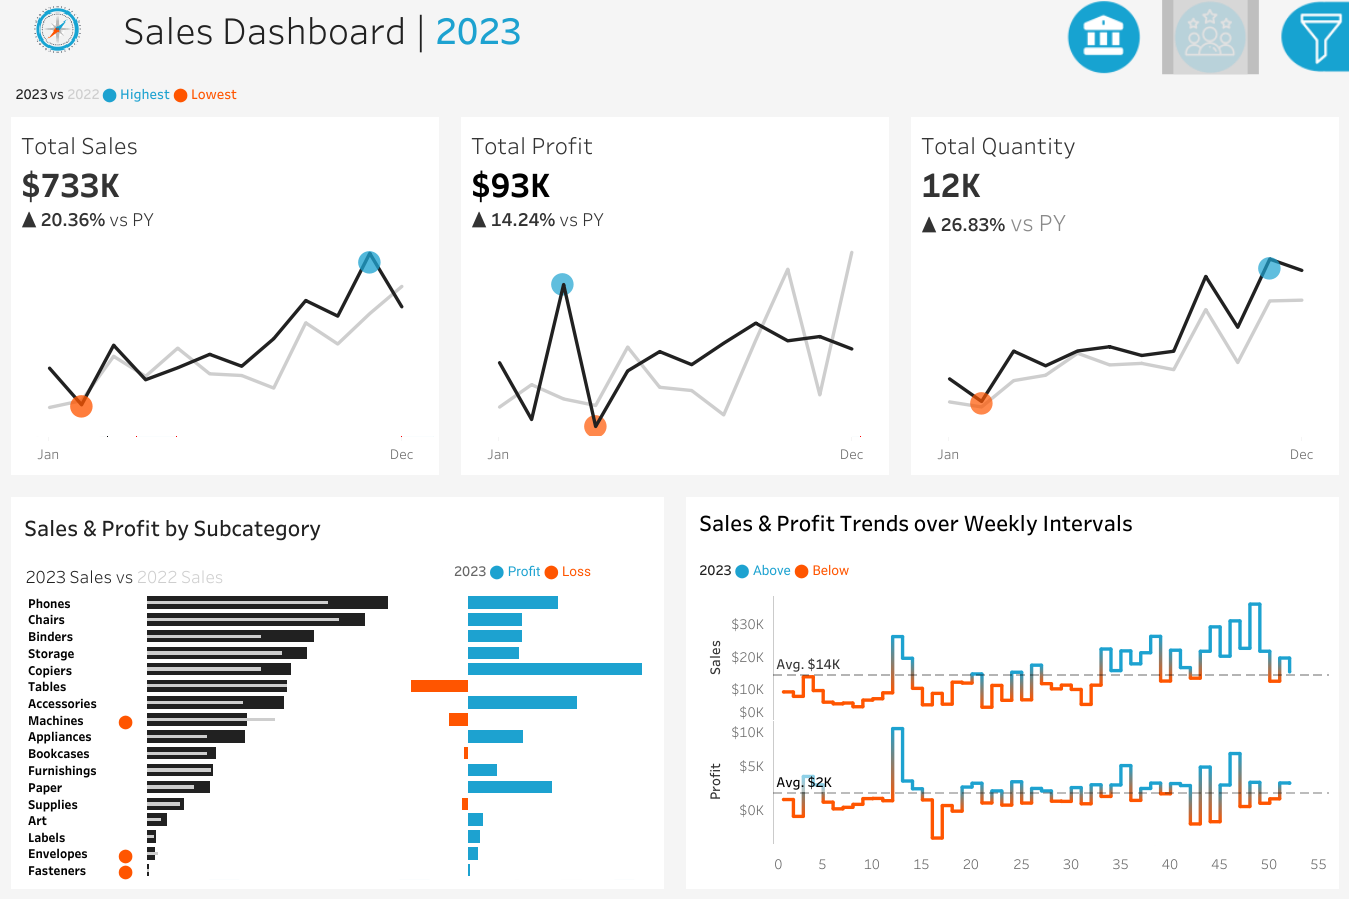 Sales Dashboard | 2023
2023 vs 2022 Highest Lowest
Total Sales
$733K
▲ 20.36% vs PY
Jan Dec
Total Profit
$93K
▲ 14.24% vs PY
Jan Dec
Total Quantity
12K
▲ 26.83% vs PY
Jan Dec
Sales & Profit by Subcategory
2023 Sales vs 2022 Sales
2023 Profit Loss
Phones
Chairs
Binders
Storage
Copiers
Tables
Accessories
Machines
Appliances
Bookcases
Furnishings
Paper
Supplies
Art
Labels
Envelopes
Fasteners
Sales & Profit Trends over Weekly Intervals
2023 Above Below
Sales
$30K
$20K
$10K
$0K
Avg. $14K
Profit
$10K
$5K
$0K
Avg. $2K
0 5 10 15 20 25 30 35 40 45 50 55